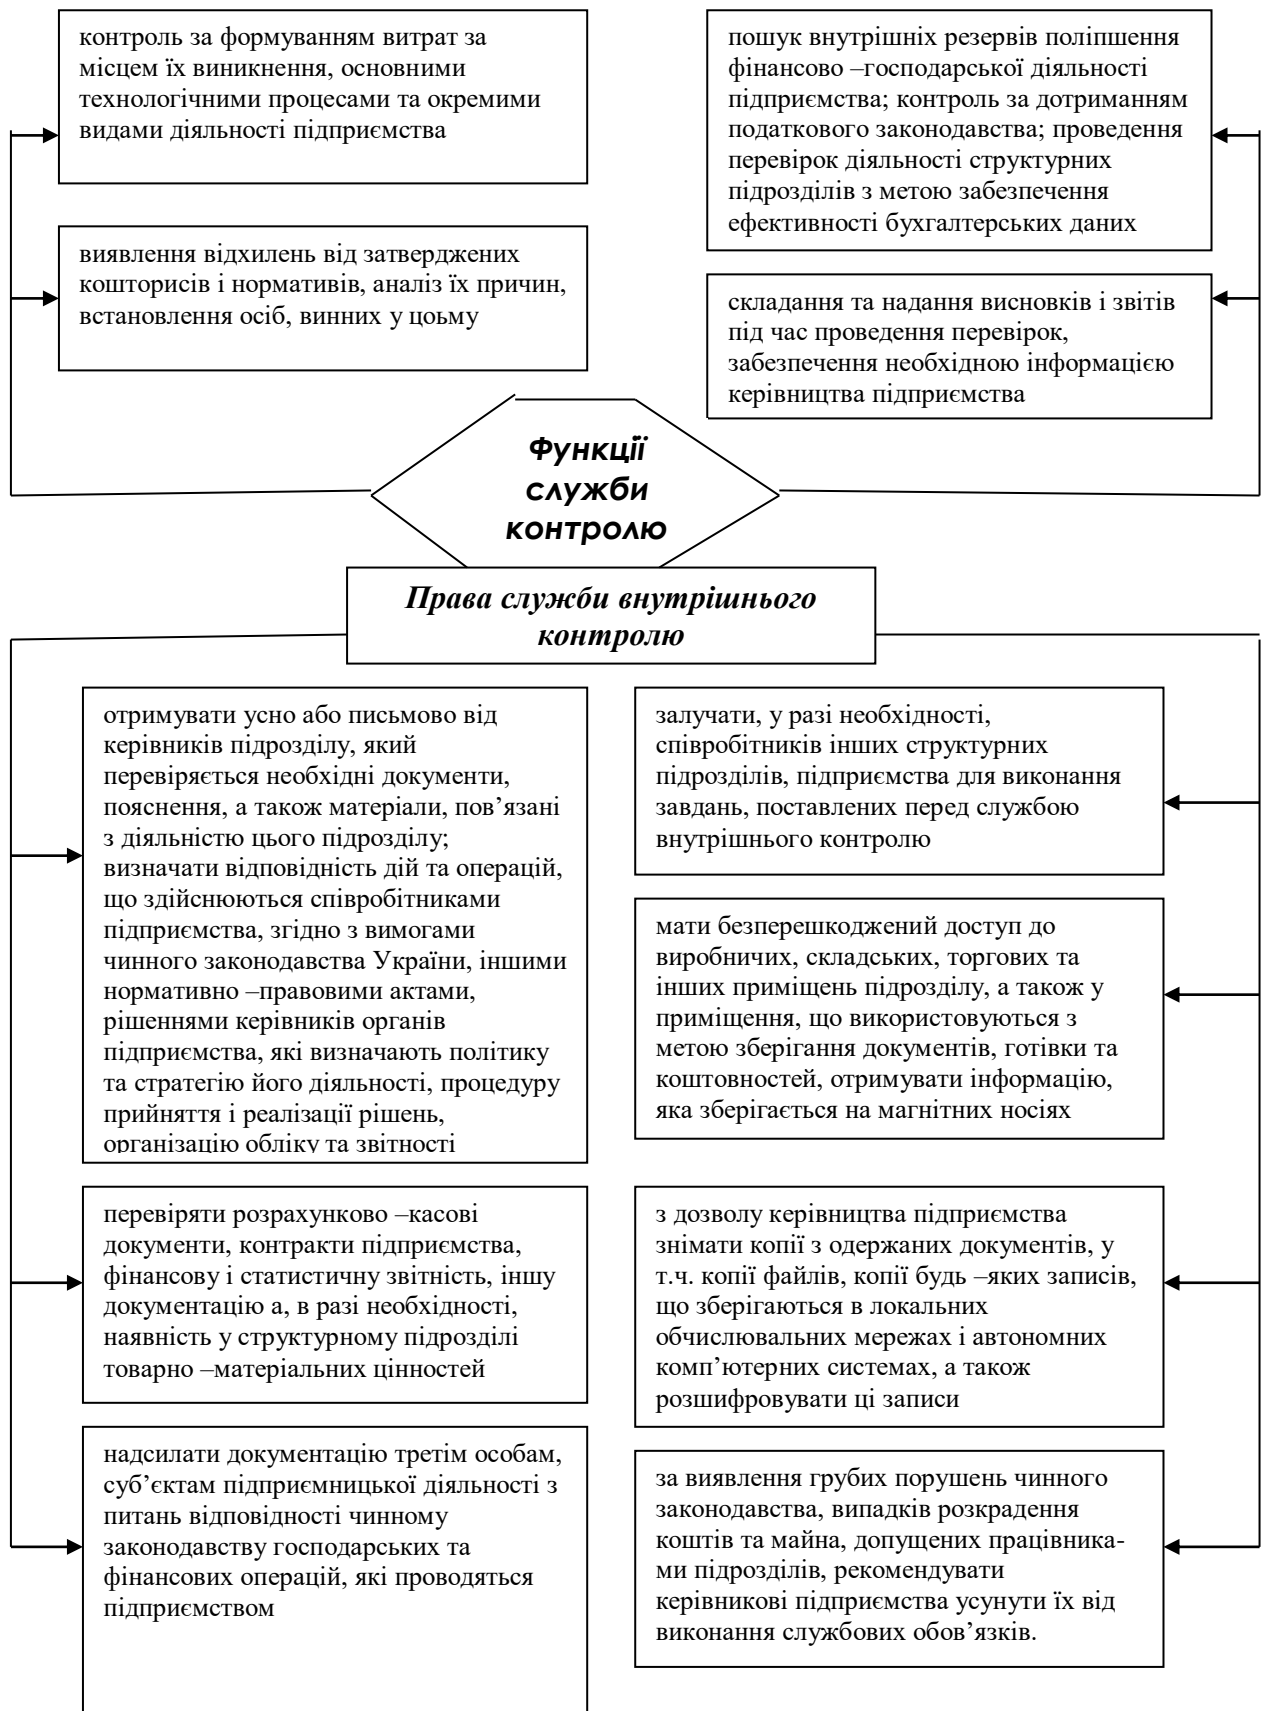 контроль за формуванням витрат за
місцем їх виникнення, основними
технологічними процесами та окремими
видами діяльності підприємства
виявлення відхилень від затверджених
кошторисів і нормативів, аналіз їх причин,
встановлення осіб, винних у цоьму
пошук внутрішніх резервів поліпшення
фінансово –господарської діяльності
підприємства; контроль за дотриманням
податкового законодавства; проведення
перевірок діяльності структурних
підрозділів з метою забезпечення
ефективності бухгалтерських даних
складання та надання висновків і звітів
під час проведення перевірок,
забезпечення необхідною інформацією
керівництва підприємства
Функції
служби
контролю
Права служби внутрішнього
контролю
отримувати усно або письмово від
керівників підрозділу, який
перевіряється необхідні документи,
пояснення, а також матеріали, пов’язані
з діяльністю цього підрозділу;
визначати відповідність дій та операцій,
що здійснюються співробітниками
підприємства, згідно з вимогами
чинного законодавства України, іншими
нормативно –правовими актами,
рішеннями керівників органів
підприємства, які визначають політику
та стратегію його діяльності, процедуру
прийняття і реалізації рішень,
організацію обліку та звітності
перевіряти розрахунково –касові
документи, контракти підприємства,
фінансову і статистичну звітність, іншу
документацію а, в разі необхідності,
наявність у структурному підрозділі
товарно –матеріальних цінностей
надсилати документацію третім особам,
суб’єктам підприємницької діяльності з
питань відповідності чинному
законодавству господарських та
фінансових операцій, які проводяться
підприємством
залучати, у разі необхідності,
співробітників інших структурних
підрозділів, підприємства для виконання
завдань, поставлених перед службою
внутрішнього контролю
мати безперешкоджений доступ до
виробничих, складських, торгових та
інших приміщень підрозділу, а також у
приміщення, що використовуються з
метою зберігання документів, готівки та
коштовностей, отримувати інформацію,
яка зберігається на магнітних носіях
з дозволу керівництва підприємства
знімати копії з одержаних документів, у
т.ч. копії файлів, копії будь –яких записів,
що зберігаються в локальних
обчислювальних мережах і автономних
комп’ютерних системах, а також
розшифровувати ці записи
за виявлення грубих порушень чинного
законодавства, випадків розкрадення
коштів та майна, допущених працівника-
ми підрозділів, рекомендувати
керівникові підприємства усунути їх від
виконання службових обов’язків.